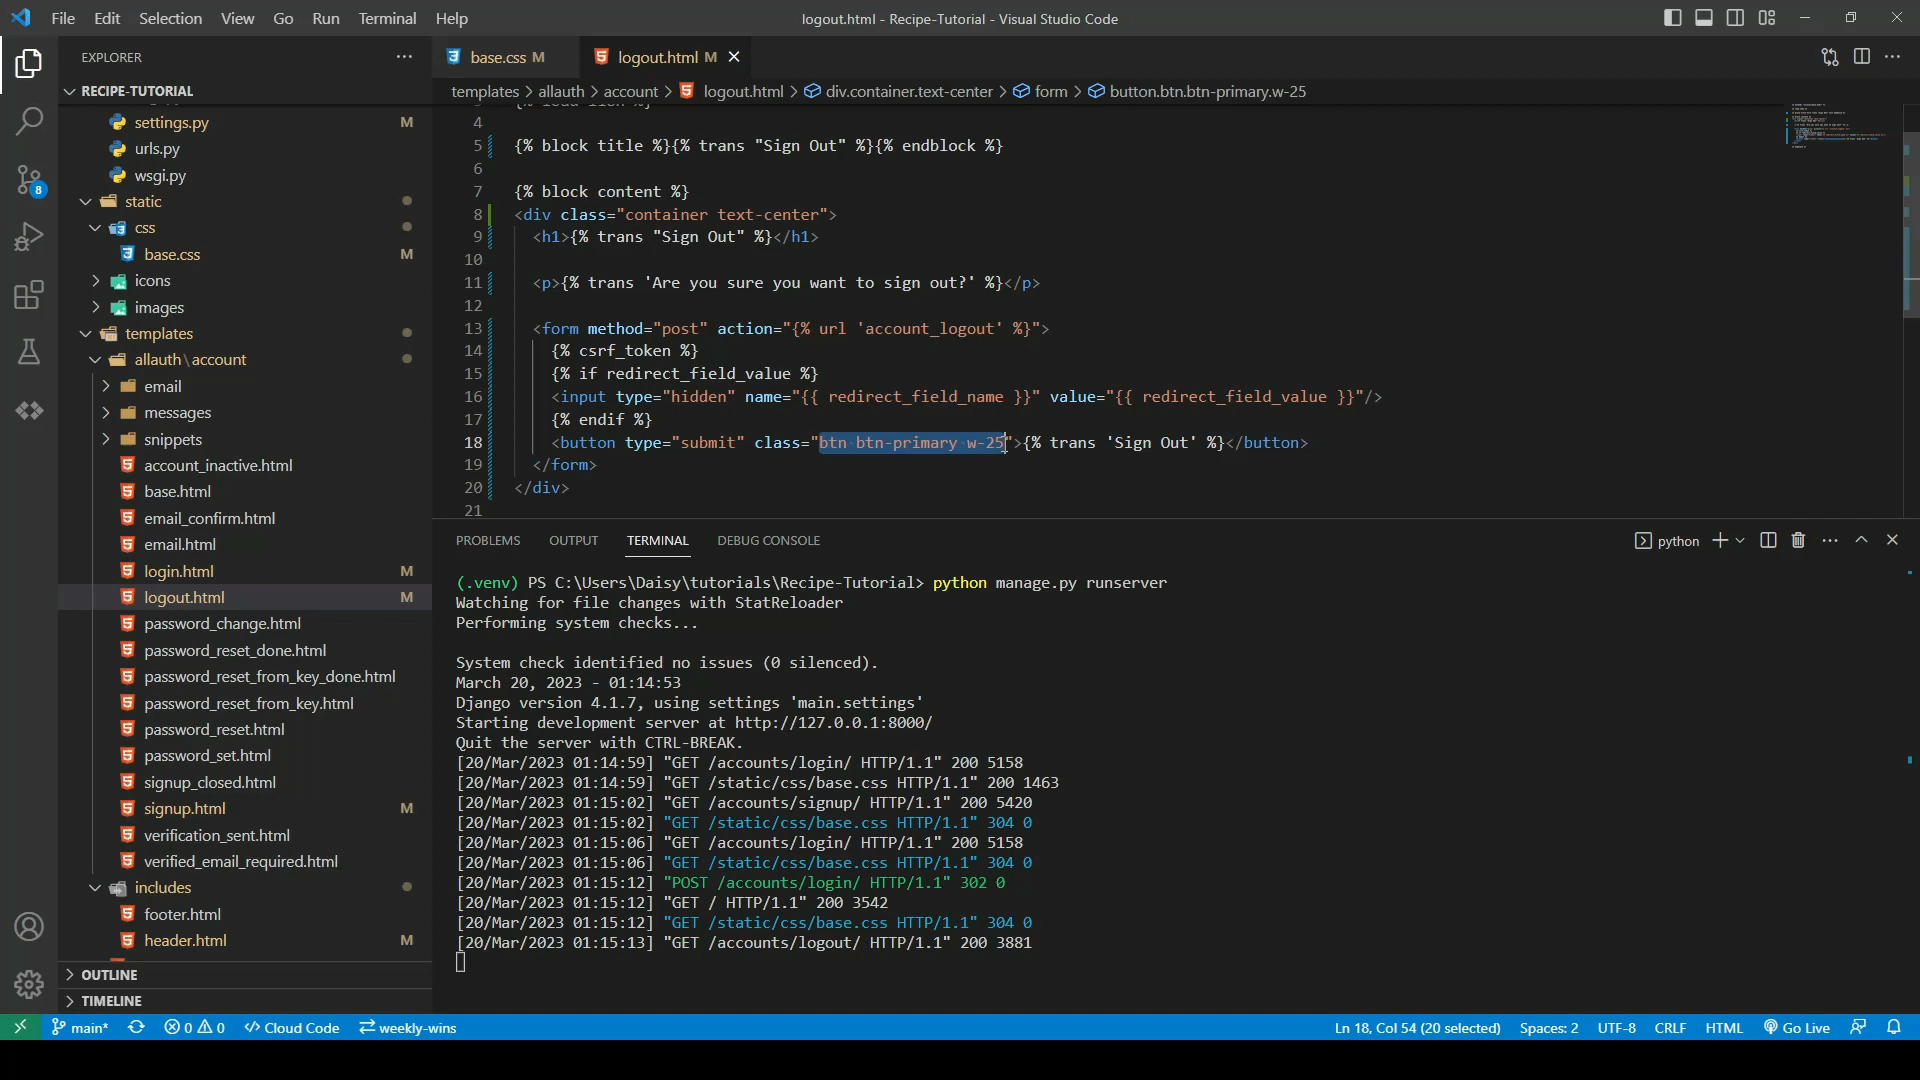 File Edit Selection View Go Run Terminal Help
logout.html - Recipe-Tutorial - Visual Studio Code
EXPLORER
RECIPE-TUTORIAL
settings.py M
urls.py
wsgi.py
static
css
base.css M
icons
images
templates
allauth\account
email
messages
snippets
account_inactive.html
base.html
email_confirm.html
email.html
login.html M
logout.html M
password_change.html
password_reset_done.html
password_reset_from_key_done.html
password_reset_from_key.html
password_reset.html
password_set.html
signup_closed.html
signup.html M
verification_sent.html
verified_email_required.html
includes
footer.html
header.html M
OUTLINE
TIMELINE
8
base.css M
logout.html M
templates > allauth > account > logout.html > div.container.text-center > form > button.btn.btn-primary.w-25
4
5 {% block title %}{% trans "Sign Out" %}{% endblock %}
6
7 {% block content %}
8 <div class="container text-center">
9 <h1>{% trans "Sign Out" %}</h1>
10
11 <p>{% trans 'Are you sure you want to sign out?' %}</p>
12
13 <form method="post" action="{% url 'account_logout' %}">
14 {% csrf_token %}
15 {% if redirect_field_value %}
16 <input type="hidden" name="{{ redirect_field_name }}" value="{{ redirect_field_value }}"/>
17 {% endif %}
18 <button type="submit" class="btn btn-primary w-25">{% trans 'Sign Out' %}</button>
19 </form>
20 </div>
21
PROBLEMS OUTPUT TERMINAL DEBUG CONSOLE
python
(.venv) PS C:\Users\Daisy\tutorials\Recipe-Tutorial> python manage.py runserver
Watching for file changes with StatReloader
Performing system checks...
System check identified no issues (0 silenced).
March 20, 2023 - 01:14:53
Django version 4.1.7, using settings 'main.settings'
Starting development server at http://127.0.0.1:8000/
Quit the server with CTRL-BREAK.
[20/Mar/2023 01:14:59] "GET /accounts/login/ HTTP/1.1" 200 5158
[20/Mar/2023 01:14:59] "GET /static/css/base.css HTTP/1.1" 200 1463
[20/Mar/2023 01:15:02] "GET /accounts/signup/ HTTP/1.1" 200 5420
[20/Mar/2023 01:15:02] "GET /static/css/base.css HTTP/1.1" 304 0
[20/Mar/2023 01:15:06] "GET /accounts/login/ HTTP/1.1" 200 5158
[20/Mar/2023 01:15:06] "GET /static/css/base.css HTTP/1.1" 304 0
[20/Mar/2023 01:15:12] "POST /accounts/login/ HTTP/1.1" 302 0
[20/Mar/2023 01:15:12] "GET / HTTP/1.1" 200 3542
[20/Mar/2023 01:15:12] "GET /static/css/base.css HTTP/1.1" 304 0
[20/Mar/2023 01:15:13] "GET /accounts/logout/ HTTP/1.1" 200 3881
main* 0 0 Cloud Code weekly-wins
Ln 18, Col 54 (20 selected) Spaces: 2 UTF-8 CRLF HTML Go Live